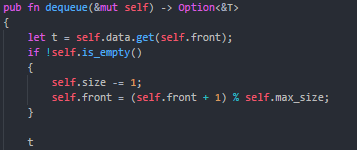 pub fn dequeue(&mut self) -> Option<&T>
{
    let t = self.data.get(self.front);
    if !self.is_empty()
    {
        self.size -= 1;
        self.front = (self.front + 1) % self.max_size;
    }
    t